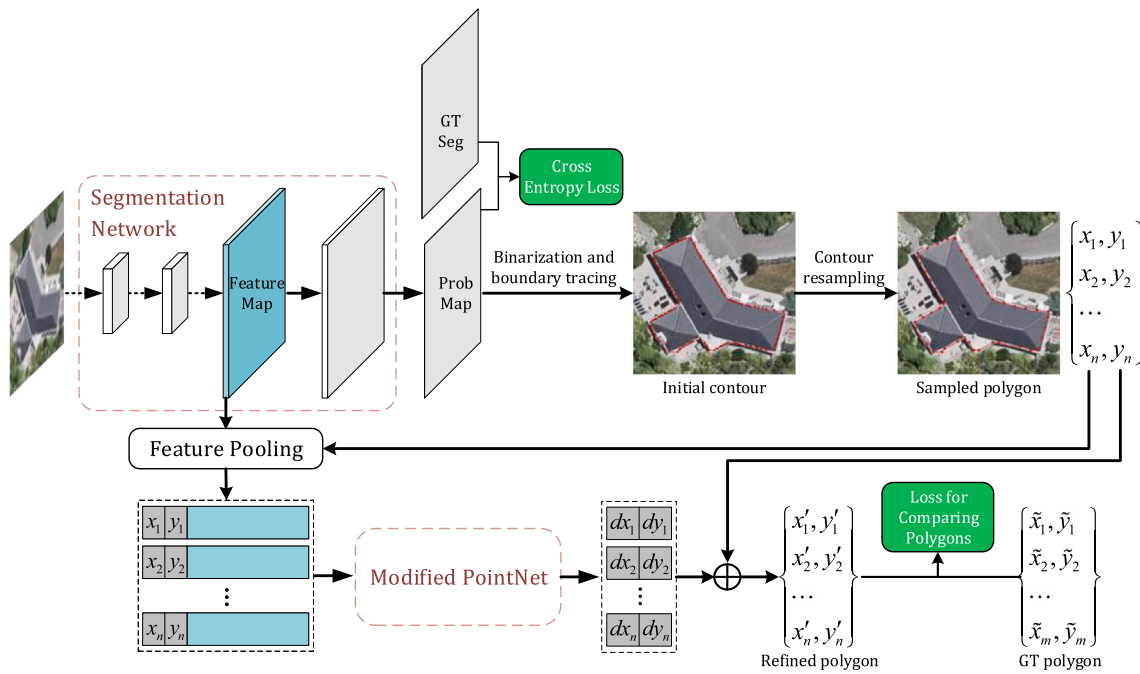 GT
Seg
Cross
Entropy Loss
Segmentation
Network
Feature
Map
Prob
Map
Binarization and
boundary tracing
Contour
resampling
x₁, y₁
x₂, y₂
...
xₙ, yₙ
Initial contour
Sampled polygon
Feature Pooling
x₁ y₁
x₂ y₂
⋮
xₙ yₙ
Modified PointNet
dx₁ dy₁
dx₂ dy₂
⋮
dxₙ dyₙ
x′₁, y′₁
x′₂, y′₂
...
x′ₙ, y′ₙ
Refined polygon
Loss for
Comparing
Polygons
x̃₁, ỹ₁
x̃₂, ỹ₂
...
x̃ₘ, ỹₘ
GT polygon